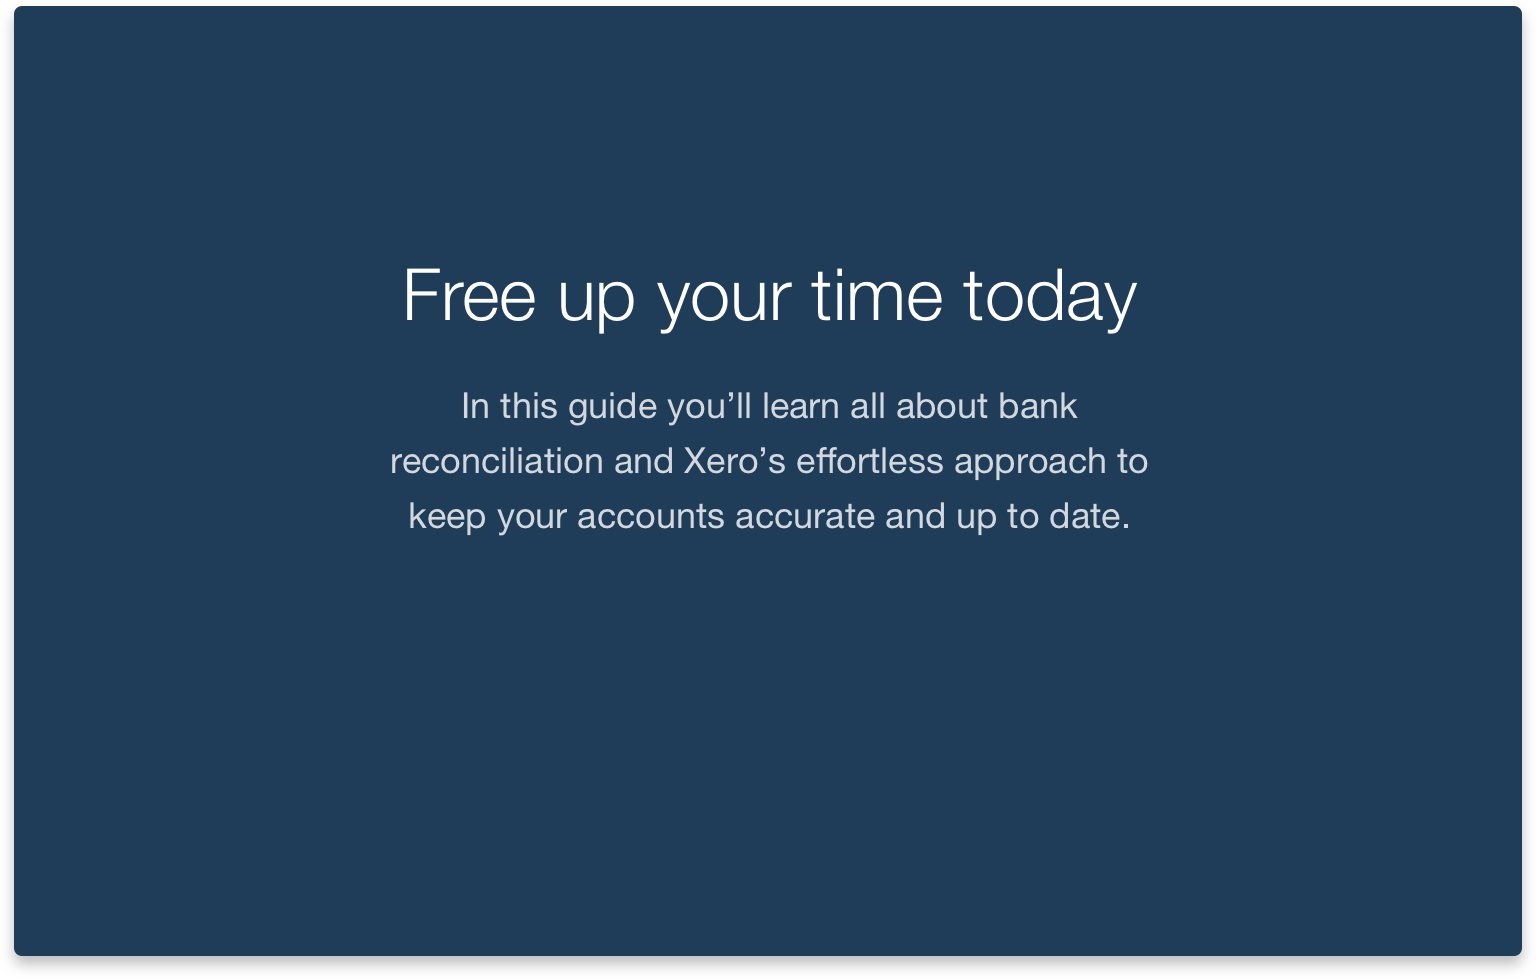 Free up your time today
In this guide you’ll learn all about bank
reconciliation and Xero’s effortless approach to
keep your accounts accurate and up to date.